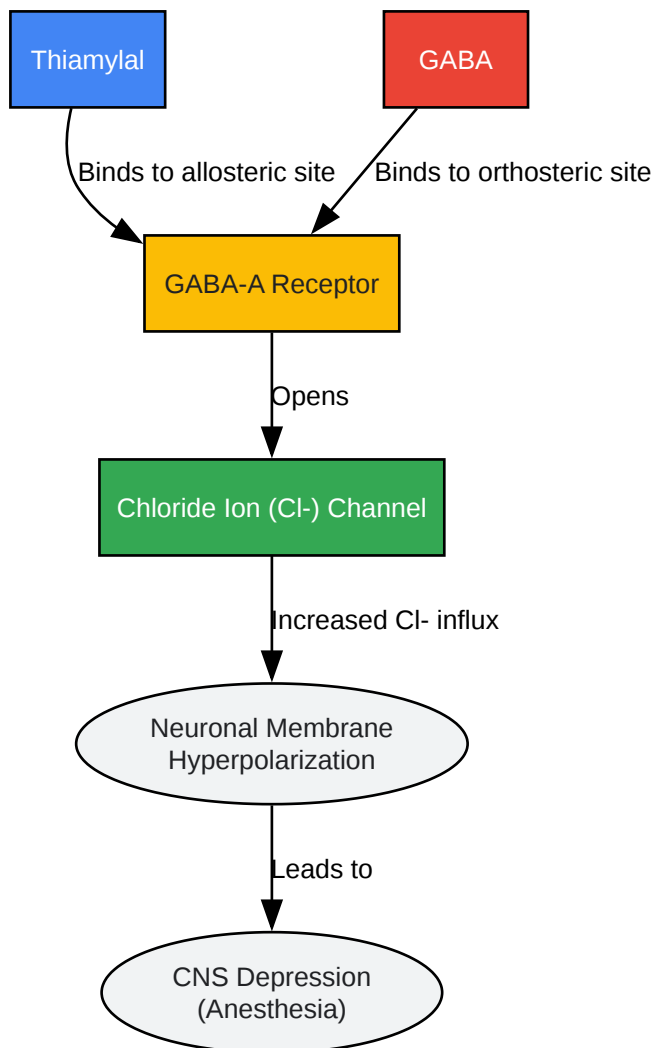 Thiamylal
GABA
Binds to allosteric site
Binds to orthosteric site
GABA-A Receptor
Opens
Chloride Ion (Cl-) Channel
Increased Cl- influx
Neuronal Membrane
Hyperpolarization
Leads to
CNS Depression
(Anesthesia)